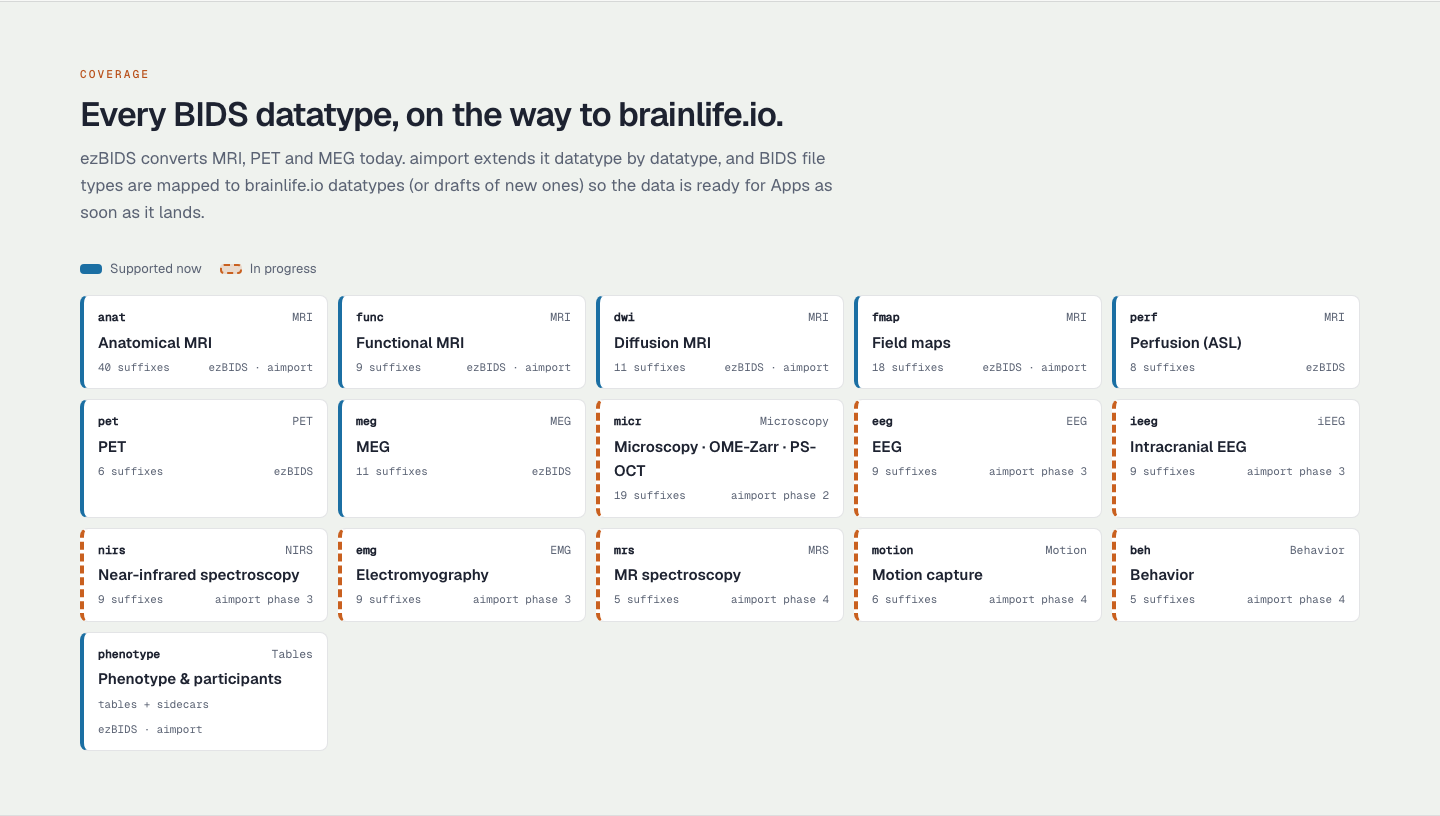 COVERAGE
Every BIDS datatype, on the way to brainlife.io.
ezBIDS converts MRI, PET and MEG today. aimport extends it datatype by datatype, and BIDS file
types are mapped to brainlife.io datatypes (or drafts of new ones) so the data is ready for Apps as
soon as it lands.
Supported now
In progress
anat MRI
Anatomical MRI
40 suffixes ezBIDS · aimport
func MRI
Functional MRI
9 suffixes ezBIDS · aimport
dwi MRI
Diffusion MRI
11 suffixes ezBIDS · aimport
fmap MRI
Field maps
18 suffixes ezBIDS · aimport
perf MRI
Perfusion (ASL)
8 suffixes ezBIDS
pet PET
PET
6 suffixes ezBIDS
meg MEG
MEG
11 suffixes ezBIDS
micr Microscopy
Microscopy · OME-Zarr · PS-
OCT
19 suffixes aimport phase 2
eeg EEG
EEG
9 suffixes aimport phase 3
ieeg iEEG
Intracranial EEG
9 suffixes aimport phase 3
nirs NIRS
Near-infrared spectroscopy
9 suffixes aimport phase 3
emg EMG
Electromyography
9 suffixes aimport phase 3
mrs MRS
MR spectroscopy
5 suffixes aimport phase 4
motion Motion
Motion capture
6 suffixes aimport phase 4
beh Behavior
Behavior
5 suffixes aimport phase 4
phenotype Tables
Phenotype & participants
tables + sidecars
ezBIDS · aimport